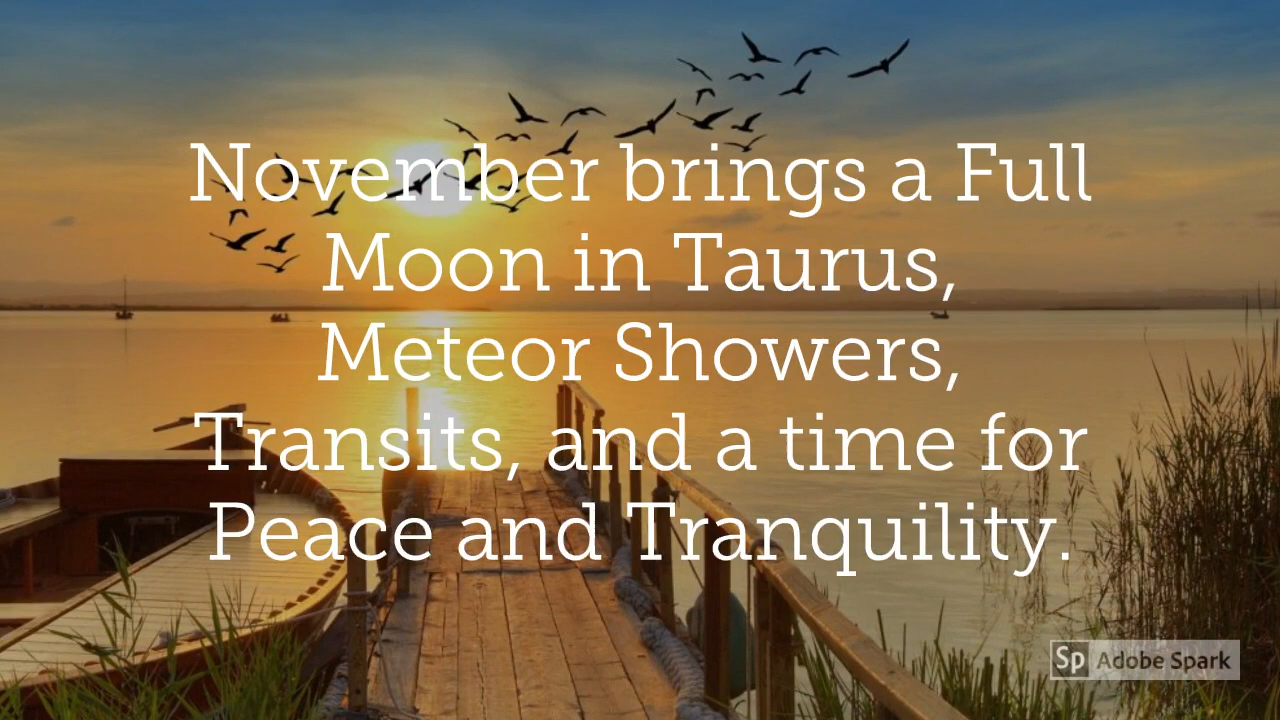 November brings a Full
Moon in Taurus,
Meteor Showers,
Transits, and a time for
Peace and Tranquility.
Sp Adobe Spark